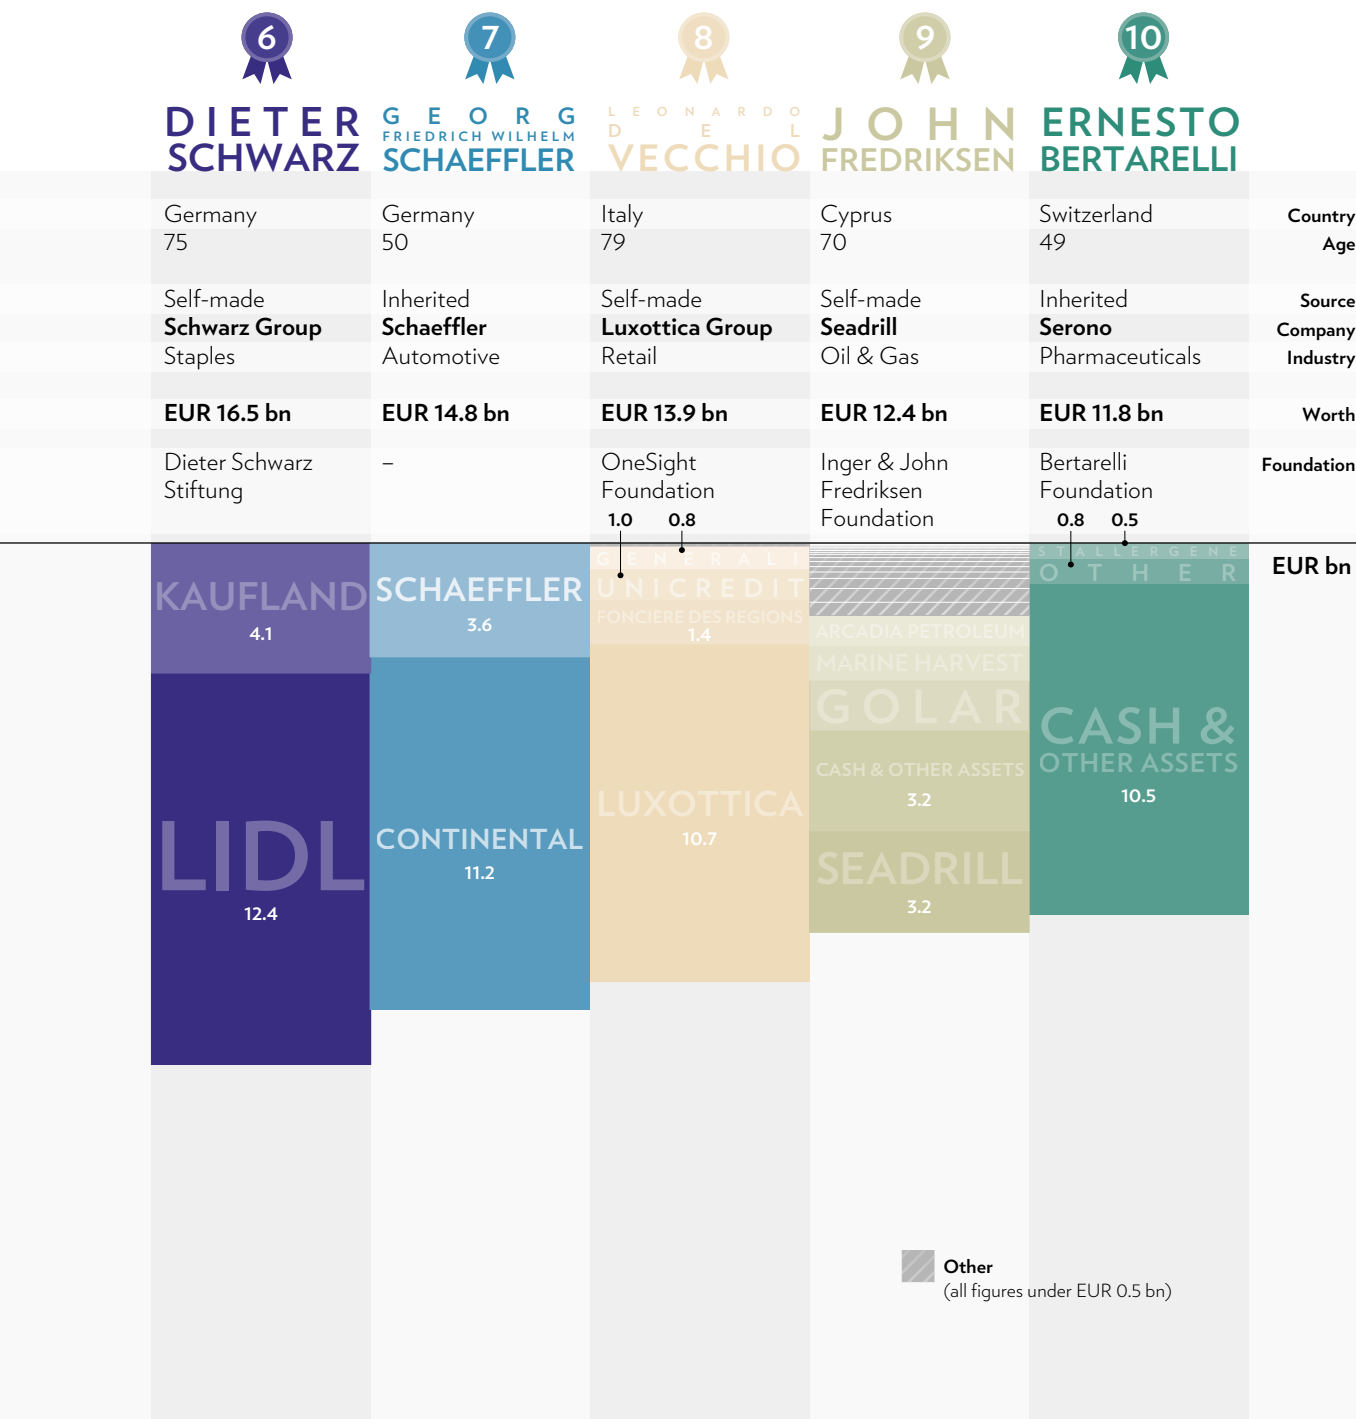 6
7
8
9
10
DIETER
SCHWARZ
GEORG
FRIEDRICH WILHELM
SCHAEFFLER
LEONARDO
DEL
VECCHIO
JOHN
FREDRIKSEN
ERNESTO
BERTARELLI
Germany Germany Italy Cyprus Switzerland Country
75 50 79 70 49 Age
Self-made Inherited Self-made Self-made Inherited Source
Schwarz Group Schaeffler Luxottica Group Seadrill Serono Company
Staples Automotive Retail Oil & Gas Pharmaceuticals Industry
EUR 16.5 bn EUR 14.8 bn EUR 13.9 bn EUR 12.4 bn EUR 11.8 bn Worth
Dieter Schwarz
Stiftung
–
OneSight
Foundation
Inger & John
Fredriksen
Foundation
Bertarelli
Foundation
Foundation
1.0 0.8
0.8 0.5
EUR bn
KAUFLAND
4.1
LIDL
12.4
SCHAEFFLER
3.6
CONTINENTAL
11.2
GENERALI
UNICREDIT
FONCIERE DES REGIONS
1.4
LUXOTTICA
10.7
ARCADIA PETROLEUM
MARINE HARVEST
GOLAR
CASH & OTHER ASSETS
3.2
SEADRILL
3.2
STALLERGENE
OTHER
CASH &
OTHER ASSETS
10.5
Other
(all figures under EUR 0.5 bn)